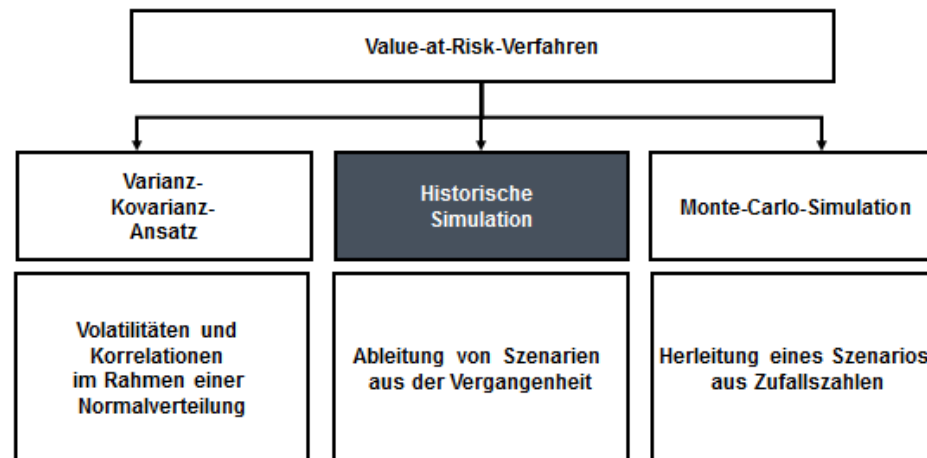 Value-at-Risk-Verfahren
Varianz-
Kovarianz-
Ansatz
Historische
Simulation
Monte-Carlo-Simulation
Volatilitäten und
Korrelationen
im Rahmen einer
Normalverteilung
Ableitung von Szenarien
aus der Vergangenheit
Herleitung eines Szenarios
aus Zufallszahlen